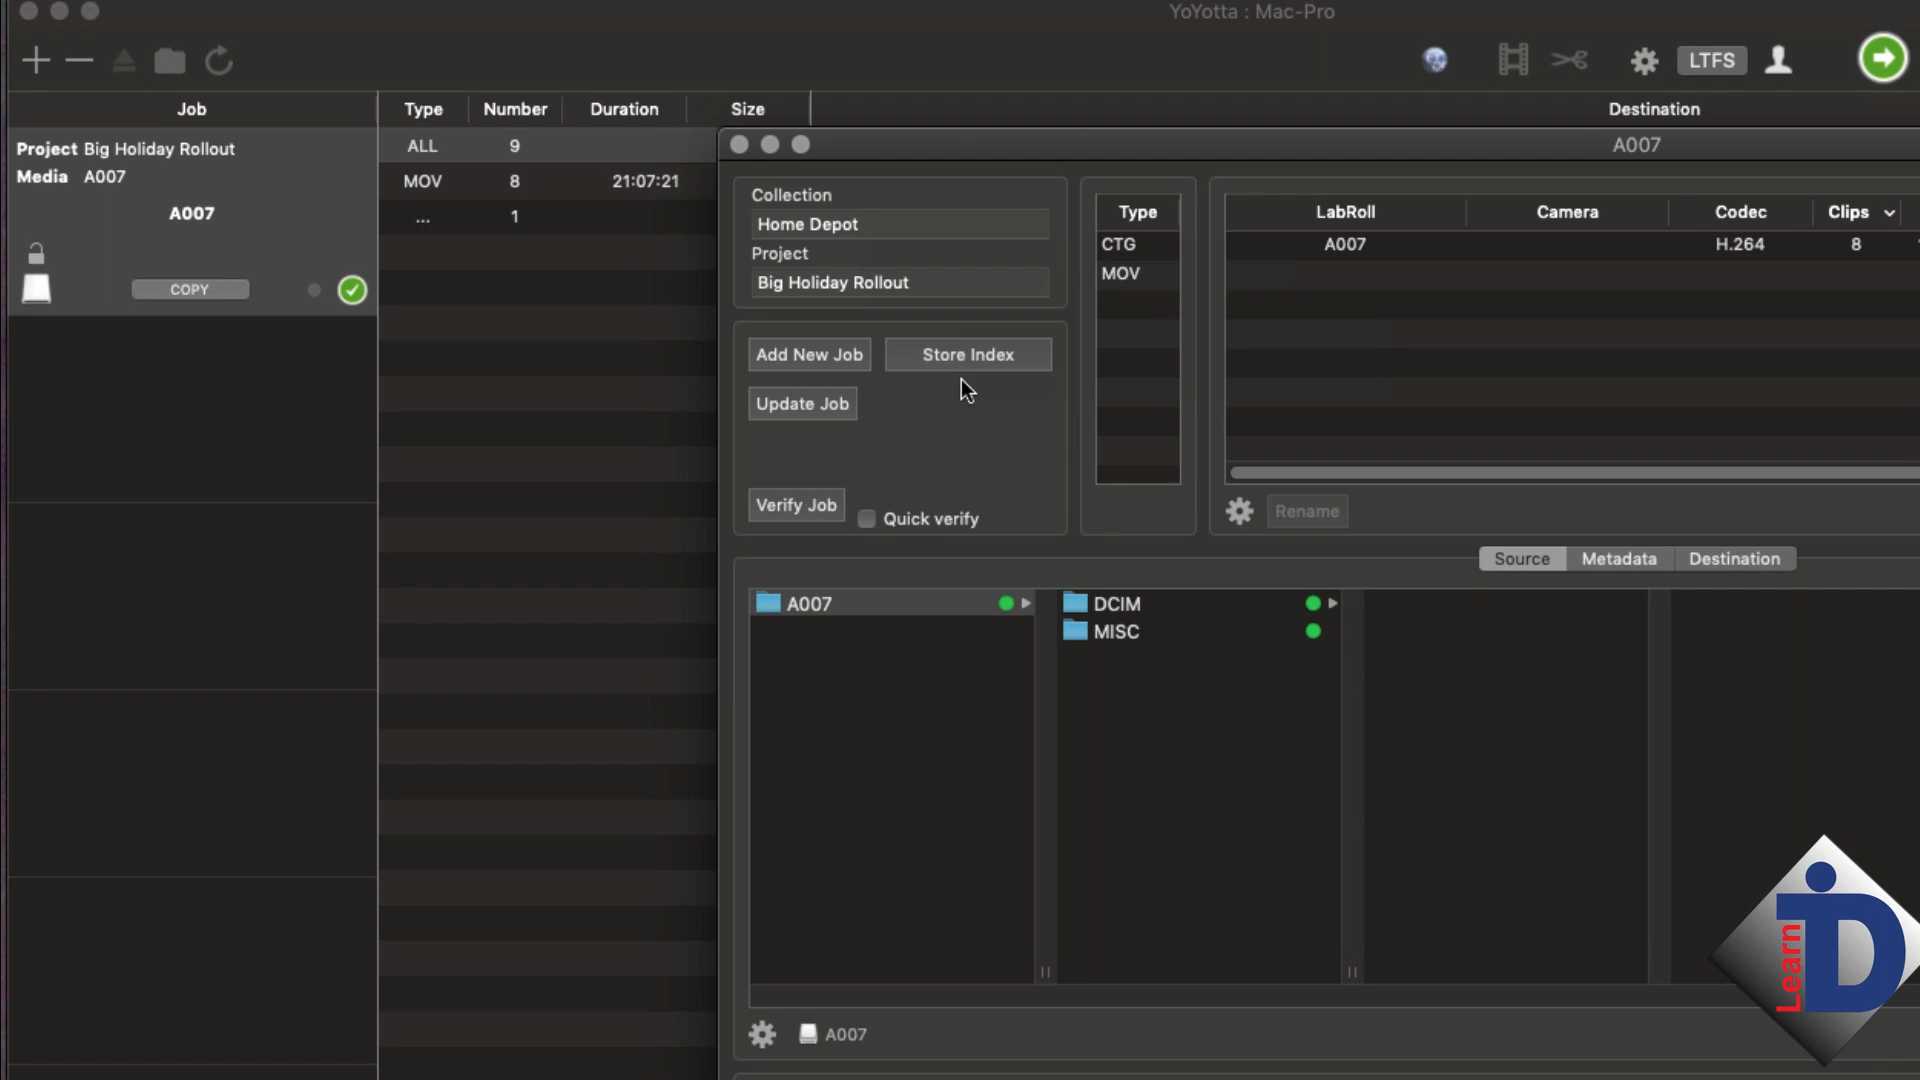 YoYotta : Mac-Pro
LTFS
Job Type Number Duration Size Destination
Project Big Holiday Rollout
Media A007
A007
COPY
ALL 9
MOV 8 21:07:21
... 1
A007
Collection
Home Depot
Project
Big Holiday Rollout
Add New Job Store Index
Update Job
Verify Job Quick verify
Type
CTG
MOV
LabRoll Camera Codec Clips
A007 H.264 8
Rename
Source Metadata Destination
A007 DCIM
MISC
A007
Learn iD